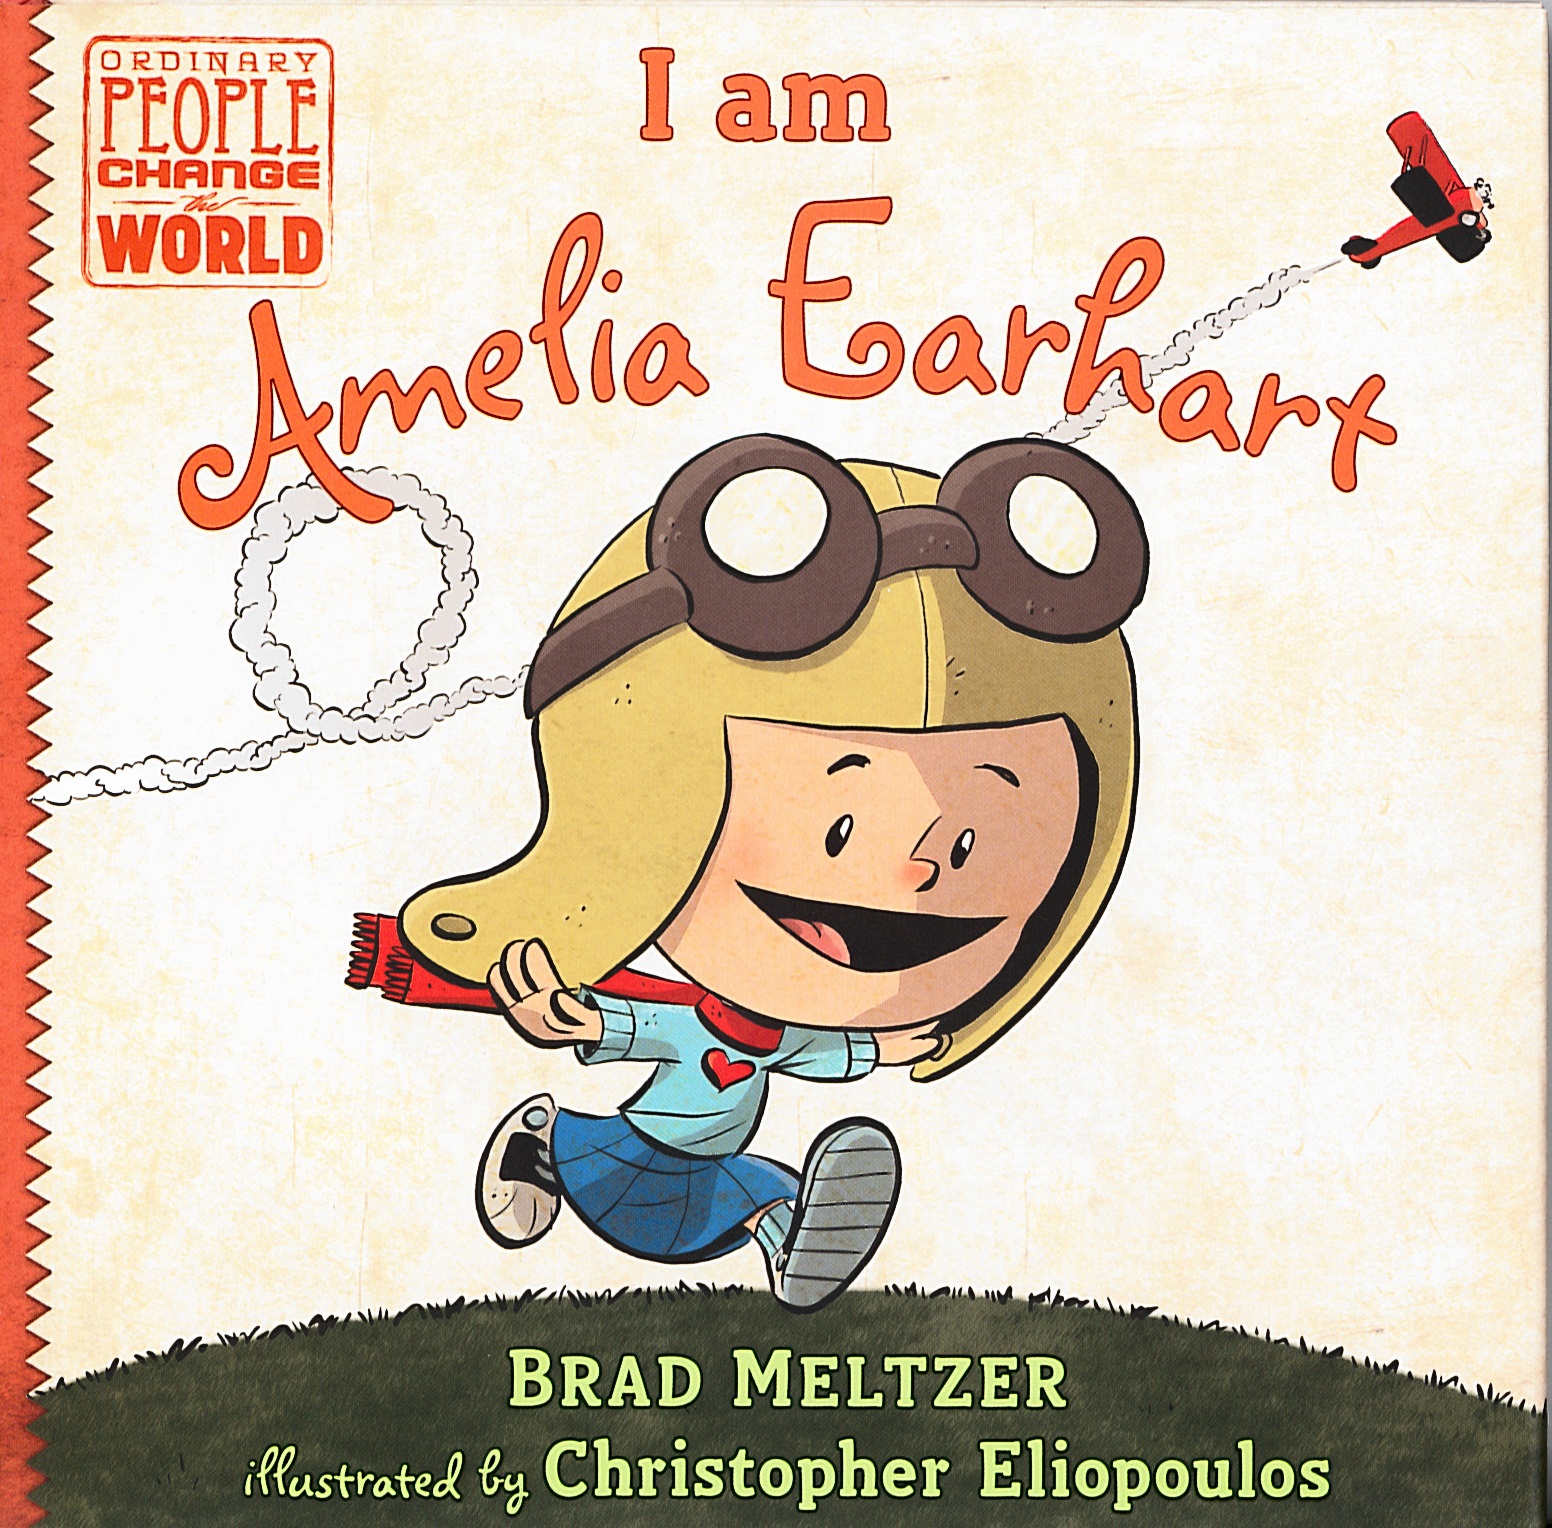 ORDINARY
PEOPLE
CHANGE
the
WORLD
I am
Amelia Earhart
BRAD MELTZER
illustrated by Christopher Eliopoulos